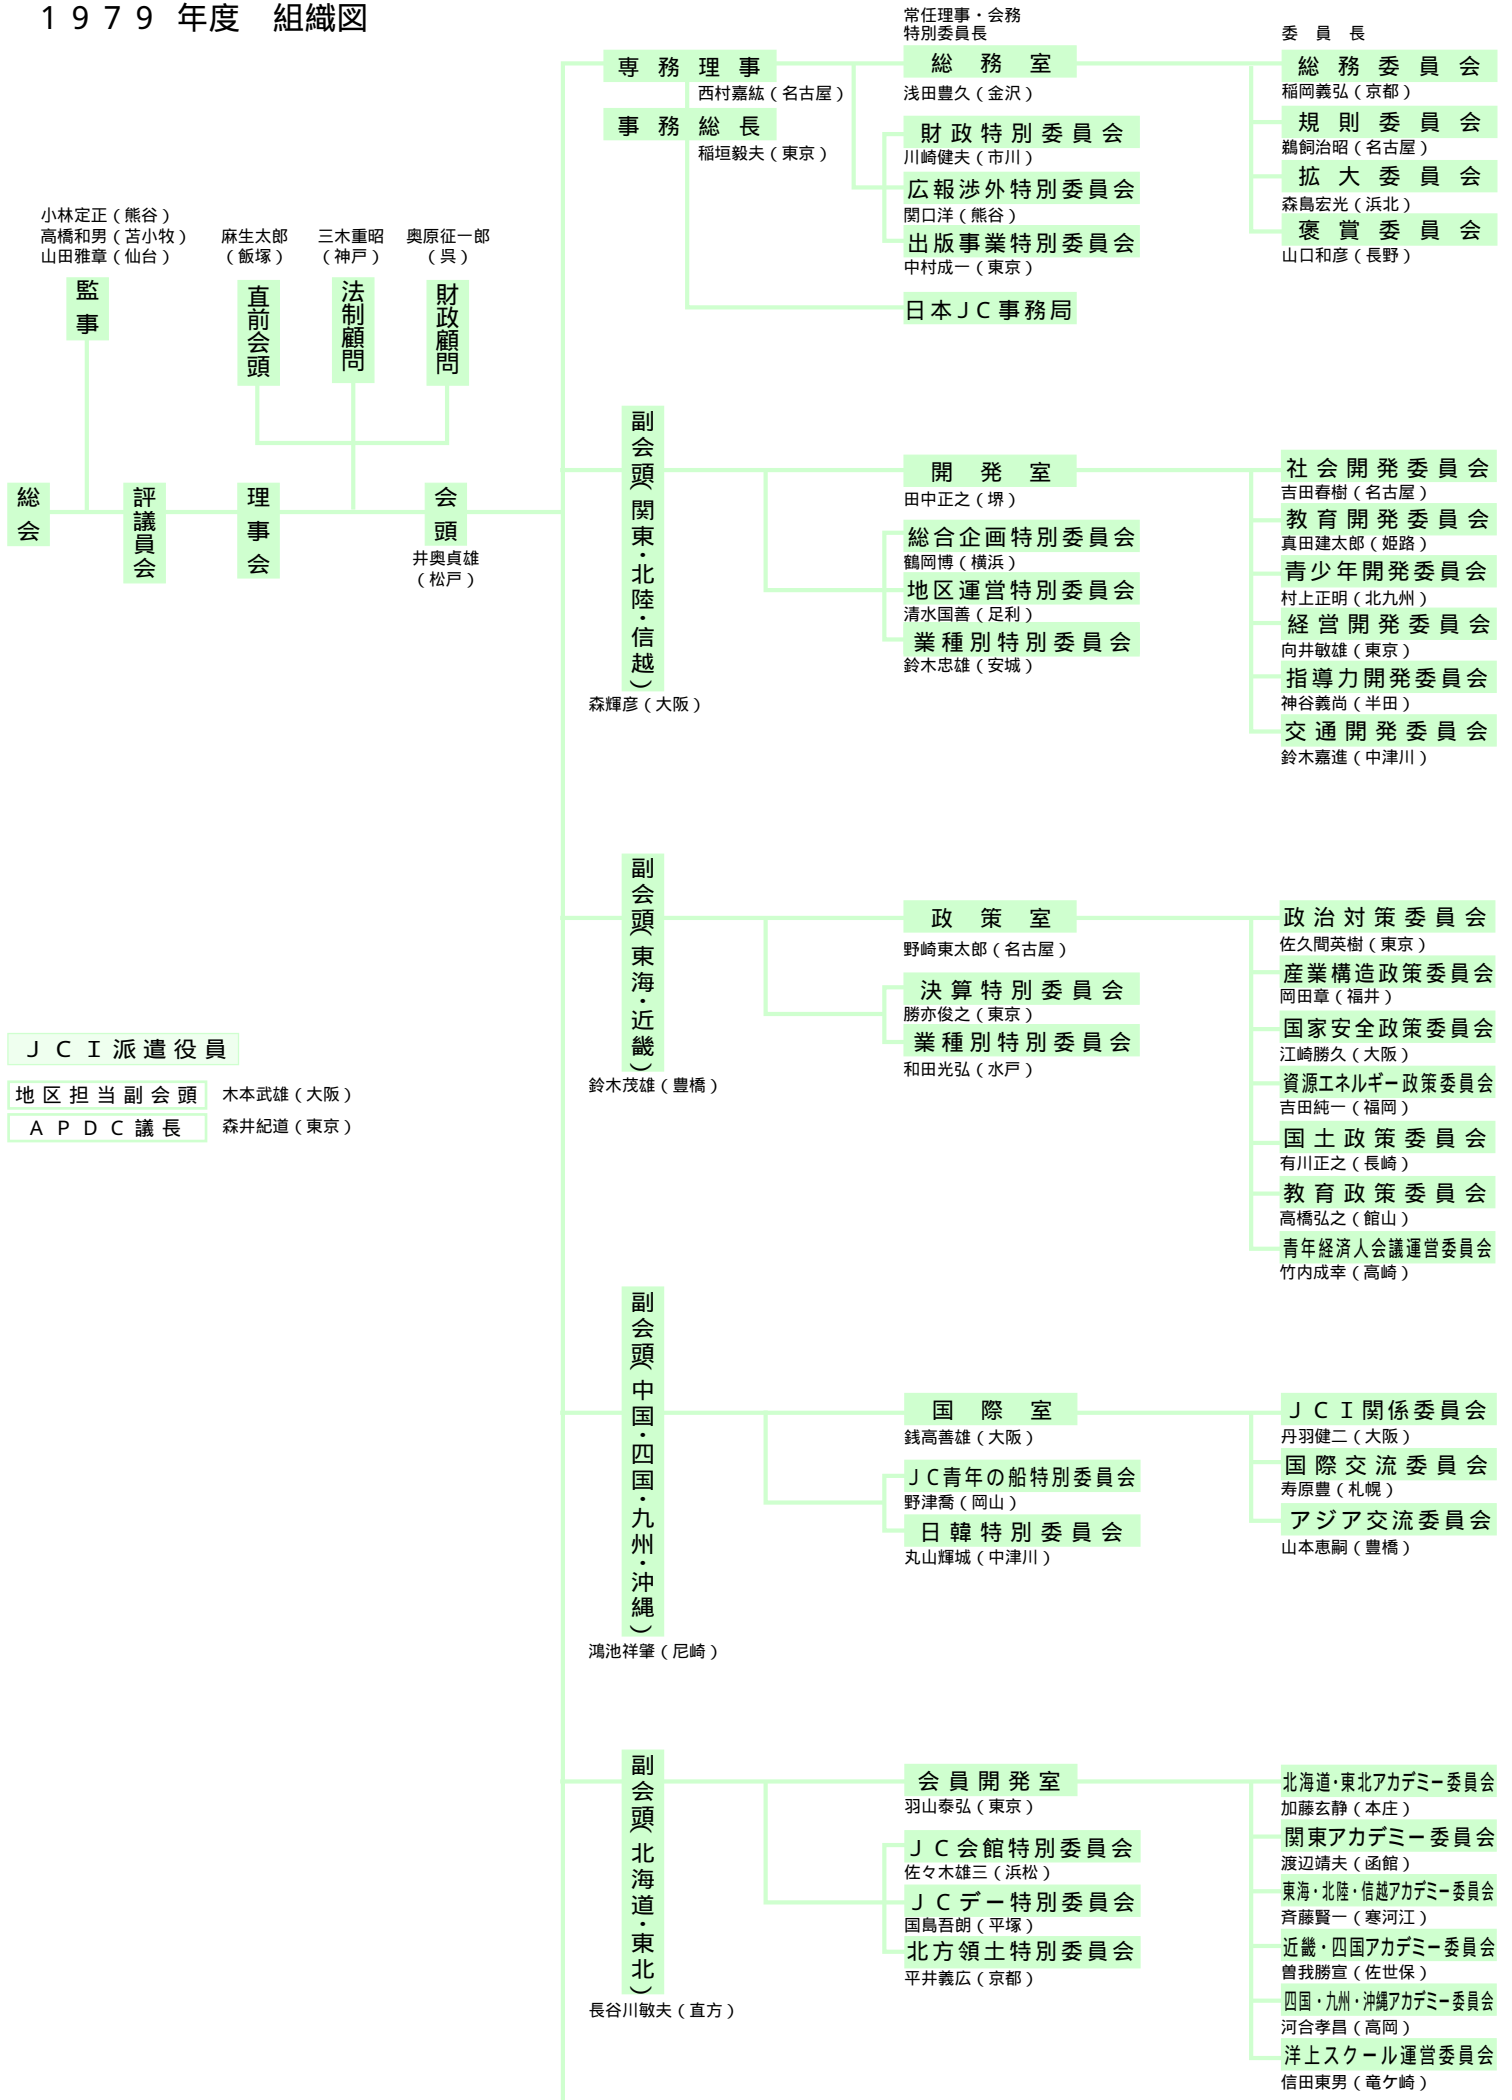 １９７９ 年度　組織図
常任理事・会務
特別委員長
委員長
専務理事
西村嘉紘（名古屋）
事務総長
稲垣毅夫（東京）
総務室
浅田豊久（金沢）
財政特別委員会
川崎健夫（市川）
広報渉外特別委員会
関口洋（熊谷）
出版事業特別委員会
中村成一（東京）
日本ＪＣ事務局
総務委員会
稲岡義弘（京都）
規則委員会
鵜飼治昭（名古屋）
拡大委員会
森島宏光（浜北）
褒賞委員会
山口和彦（長野）
小林定正（熊谷）
高橋和男（苫小牧）
山田雅章（仙台）
監事
麻生太郎
（飯塚）
直前会頭
三木重昭
（神戸）
法制顧問
奥原征一郎
（呉）
財政顧問
総会
評議員会
理事会
会頭
井奥貞雄
（松戸）
副会頭（関東・北陸・信越）
森輝彦（大阪）
開発室
田中正之（堺）
総合企画特別委員会
鶴岡博（横浜）
地区運営特別委員会
清水国善（足利）
業種別特別委員会
鈴木忠雄（安城）
社会開発委員会
吉田春樹（名古屋）
教育開発委員会
真田建太郎（姫路）
青少年開発委員会
村上正明（北九州）
経営開発委員会
向井敏雄（東京）
指導力開発委員会
神谷義尚（半田）
交通開発委員会
鈴木嘉進（中津川）
副会頭（東海・近畿）
鈴木茂雄（豊橋）
政策室
野崎東太郎（名古屋）
決算特別委員会
勝亦俊之（東京）
業種別特別委員会
和田光弘（水戸）
政治対策委員会
佐久間英樹（東京）
産業構造政策委員会
岡田章（福井）
国家安全政策委員会
江崎勝久（大阪）
資源エネルギー政策委員会
吉田純一（福岡）
国土政策委員会
有川正之（長崎）
教育政策委員会
高橋弘之（館山）
青年経済人会議運営委員会
竹内成幸（高崎）
ＪＣＩ派遣役員
地区担当副会頭　木本武雄（大阪）
ＡＰＤＣ議長　森井紀道（東京）
副会頭（中国・四国・九州・沖縄）
鴻池祥肇（尼崎）
国際室
銭高善雄（大阪）
ＪＣ青年の船特別委員会
野津喬（岡山）
日韓特別委員会
丸山輝城（中津川）
ＪＣＩ関係委員会
丹羽健二（大阪）
国際交流委員会
寿原豊（札幌）
アジア交流委員会
山本恵嗣（豊橋）
副会頭（北海道・東北）
長谷川敏夫（直方）
会員開発室
羽山泰弘（東京）
ＪＣ会館特別委員会
佐々木雄三（浜松）
ＪＣデー特別委員会
国島吾朗（平塚）
北方領土特別委員会
平井義広（京都）
北海道・東北アカデミー委員会
加藤玄静（本庄）
関東アカデミー委員会
渡辺靖夫（函館）
東海・北陸・信越アカデミー委員会
斉藤賢一（寒河江）
近畿・四国アカデミー委員会
曽我勝宣（佐世保）
四国・九州・沖縄アカデミー委員会
河合孝昌（高岡）
洋上スクール運営委員会
信田東男（竜ケ崎）